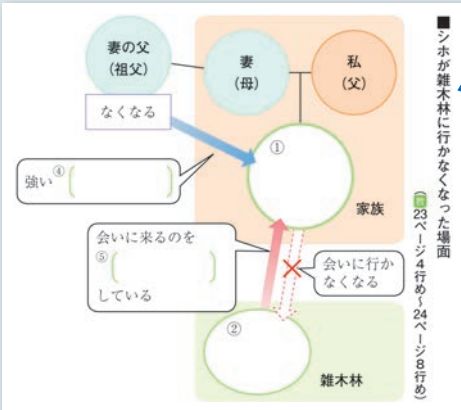 ■シホが雑木林に行かなくなった場面
(教23ページ4行め~24ページ8行め)
妻の父
(祖父)
妻
(母)
私
(父)
なくなる
①
強い④( )
家族
会いに来るのを
⑤( )
している
会いに行か
なくなる
②
雑木林